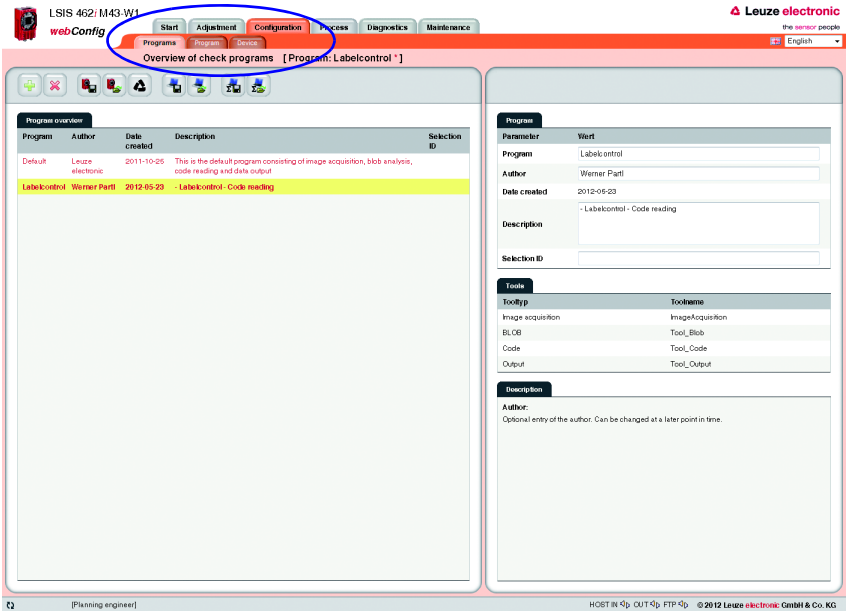 LSIS 462i M43-W1
webConfig
Start Adjustment Configuration Process Diagnostics Maintenance
Leuze electronic
the sensor people
Programs Program Device
English
Overview of check programs [ Program: Labelcontrol * ]
Program overview
Program Author Date created Description Selection ID
Default Leuze electronic 2011-10-25 This is the default program consisting of image acquisition, blob analysis,
code reading and data output
Labelcontrol Werner Partl 2012-05-23 - Labelcontrol - Code reading
Program
Parameter Wert
Program Labelcontrol
Author Werner Partl
Date created 2012-05-23
Description - Labelcontrol - Code reading
Selection ID
Tools
Tooltyp Toolname
Image acquisition ImageAcquisition
BLOB Tool_Blob
Code Tool_Code
Output Tool_Output
Description
Author:
Optional entry of the author. Can be changed at a later point in time.
[Planning engineer]
HOST IN OUT FTP © 2012 Leuze electronic GmbH & Co. KG